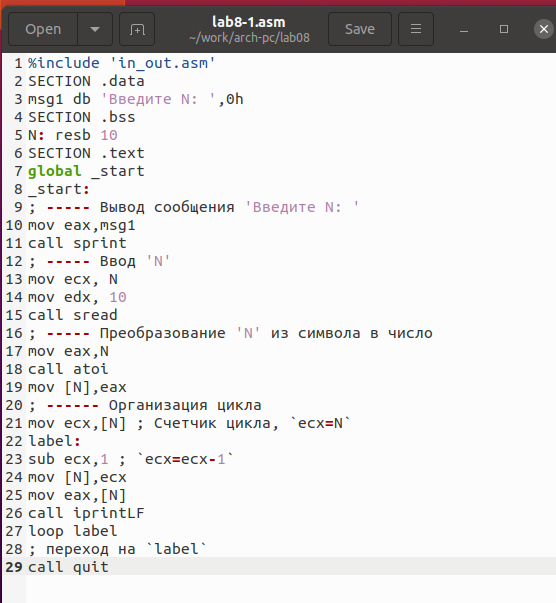 Open
lab8-1.asm
~/work/arch-pc/lab08
Save
1 %include 'in_out.asm'
2 SECTION .data
3 msg1 db 'Введите N: ',0h
4 SECTION .bss
5 N: resb 10
6 SECTION .text
7 global _start
8 _start:
9 ; ----- Вывод сообщения 'Введите N: '
10 mov eax,msg1
11 call sprint
12 ; ----- Ввод 'N'
13 mov ecx, N
14 mov edx, 10
15 call sread
16 ; ----- Преобразование 'N' из символа в число
17 mov eax,N
18 call atoi
19 mov [N],eax
20 ; ------ Организация цикла
21 mov ecx,[N] ; Счетчик цикла, `ecx=N`
22 label:
23 sub ecx,1 ; `ecx=ecx-1`
24 mov [N],ecx
25 mov eax,[N]
26 call iprintLF
27 loop label
28 ; переход на `label`
29 call quit